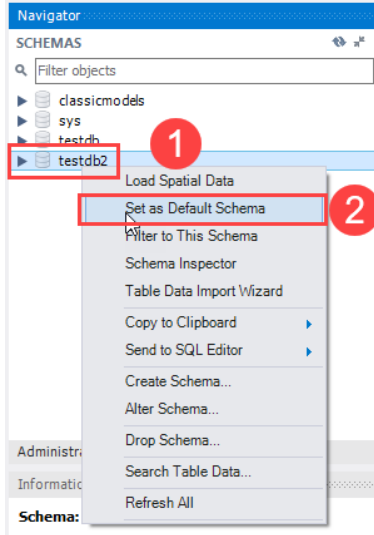 Navigator
SCHEMAS
Filter objects
classicmodels
sys
testdb
testdb2
1
Load Spatial Data
Set as Default Schema
2
Filter to This Schema
Schema Inspector
Table Data Import Wizard
Copy to Clipboard
Send to SQL Editor
Create Schema...
Alter Schema...
Drop Schema...
Administra
Search Table Data...
Informatio
Refresh All
Schema: